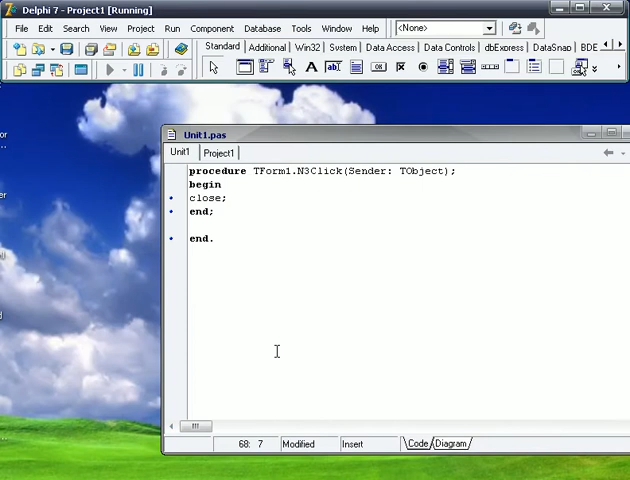 Delphi 7 - Project1 [Running]
File Edit Search View Project Run Component Database Tools Window Help <None>
Standard Additional Win32 System Data Access Data Controls dbExpress DataSnap BDE
Unit1.pas
Unit1 Project1
procedure TForm1.N3Click(Sender: TObject);
begin
close;
end;
end.
68: 7 Modified Insert Code Diagram